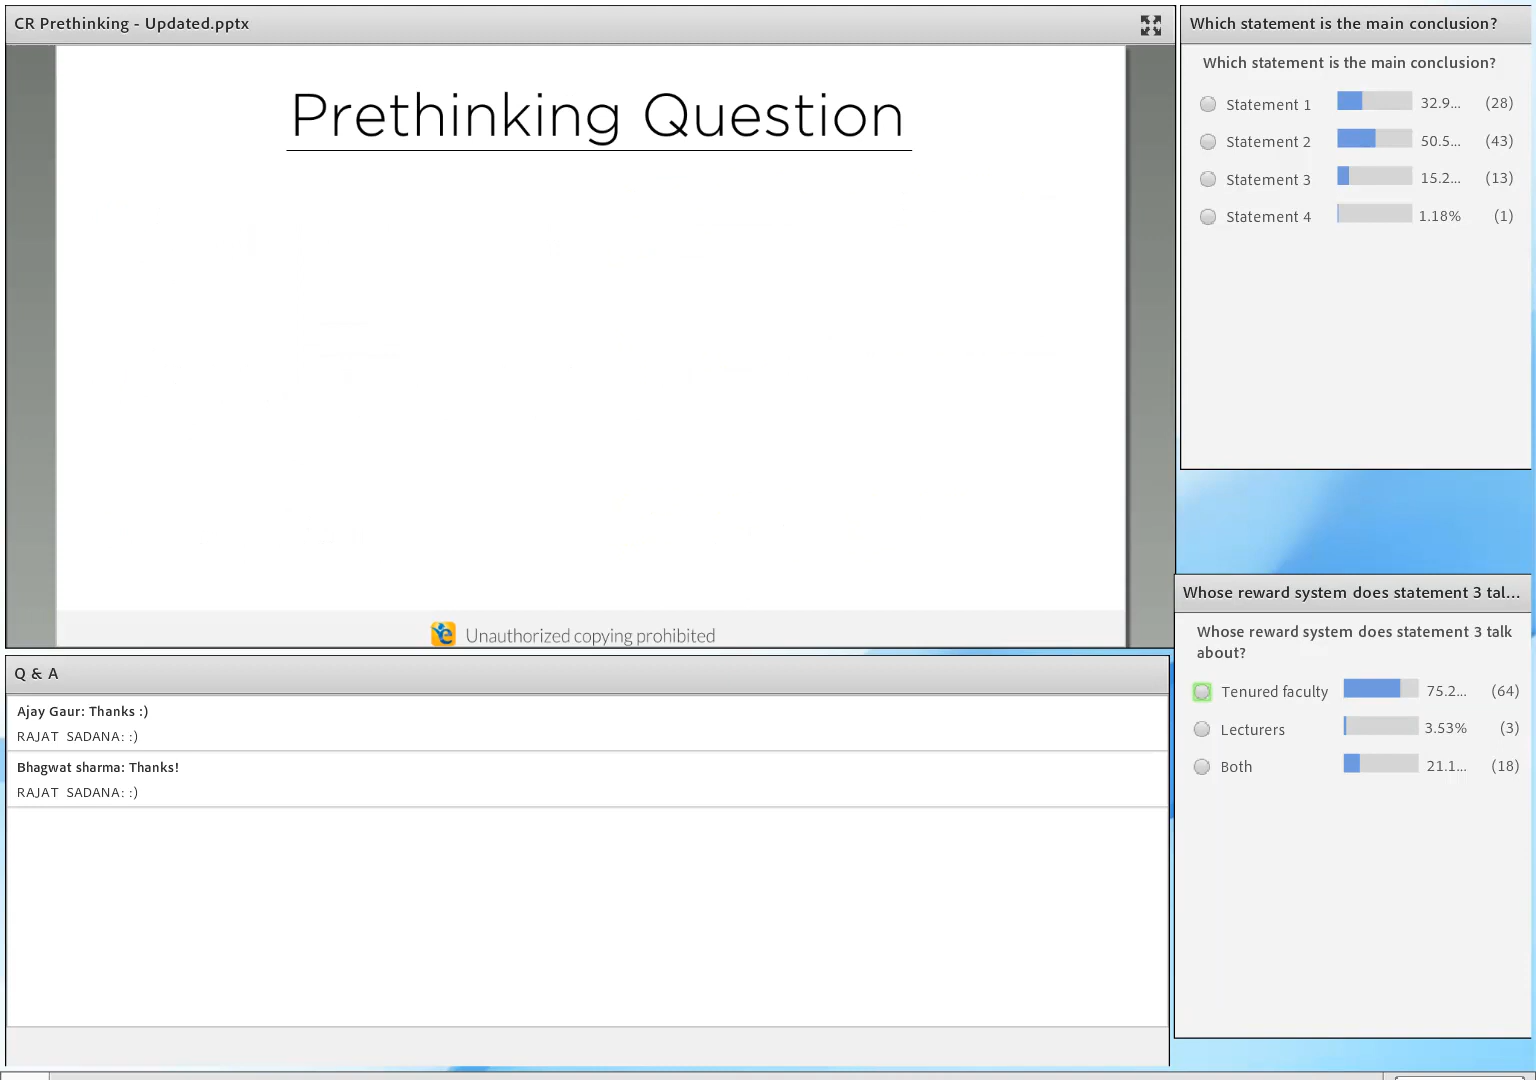 CR Prethinking - Updated.pptx
Prethinking Question
Unauthorized copying prohibited
Which statement is the main conclusion?
Which statement is the main conclusion?
Statement 1 32.9... (28)
Statement 2 50.5... (43)
Statement 3 15.2... (13)
Statement 4 1.18% (1)
Whose reward system does statement 3 tal...
Whose reward system does statement 3 talk
about?
Tenured faculty 75.2... (64)
Lecturers 3.53% (3)
Both 21.1... (18)
Q & A
Ajay Gaur: Thanks :)
RAJAT SADANA: :)
Bhagwat sharma: Thanks!
RAJAT SADANA: :)